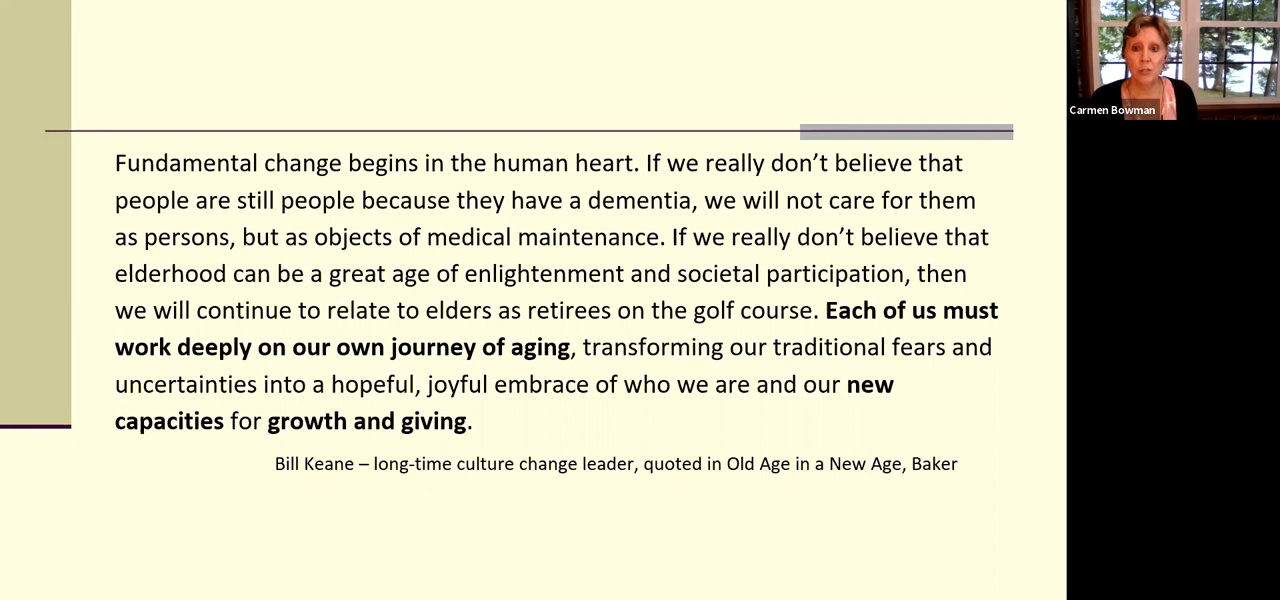 Fundamental change begins in the human heart. If we really don’t believe that
people are still people because they have a dementia, we will not care for them
as persons, but as objects of medical maintenance. If we really don’t believe that
elderhood can be a great age of enlightenment and societal participation, then
we will continue to relate to elders as retirees on the golf course. Each of us must
work deeply on our own journey of aging, transforming our traditional fears and
uncertainties into a hopeful, joyful embrace of who we are and our new
capacities for growth and giving.
Bill Keane – long-time culture change leader, quoted in Old Age in a New Age, Baker
Carmen Bowman